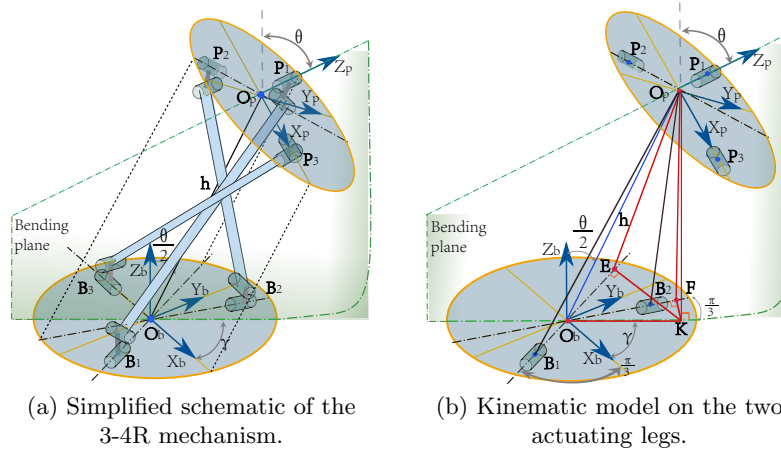 θ
P2
P1
Zp
Op
Yp
Xp
P3
h
Bending
plane
θ/2
Zb
B3
B2
Yb
Ob
γ
Xb
B1
(a) Simplified schematic of the
3-4R mechanism.
θ
P2
P1
Zp
Op
Yp
Xp
P3
h
Bending
plane
θ/2
Zb
E
B2
F
Yb
π/3
Ob
K
γ
Xb
B1
π/3
(b) Kinematic model on the two
actuating legs.